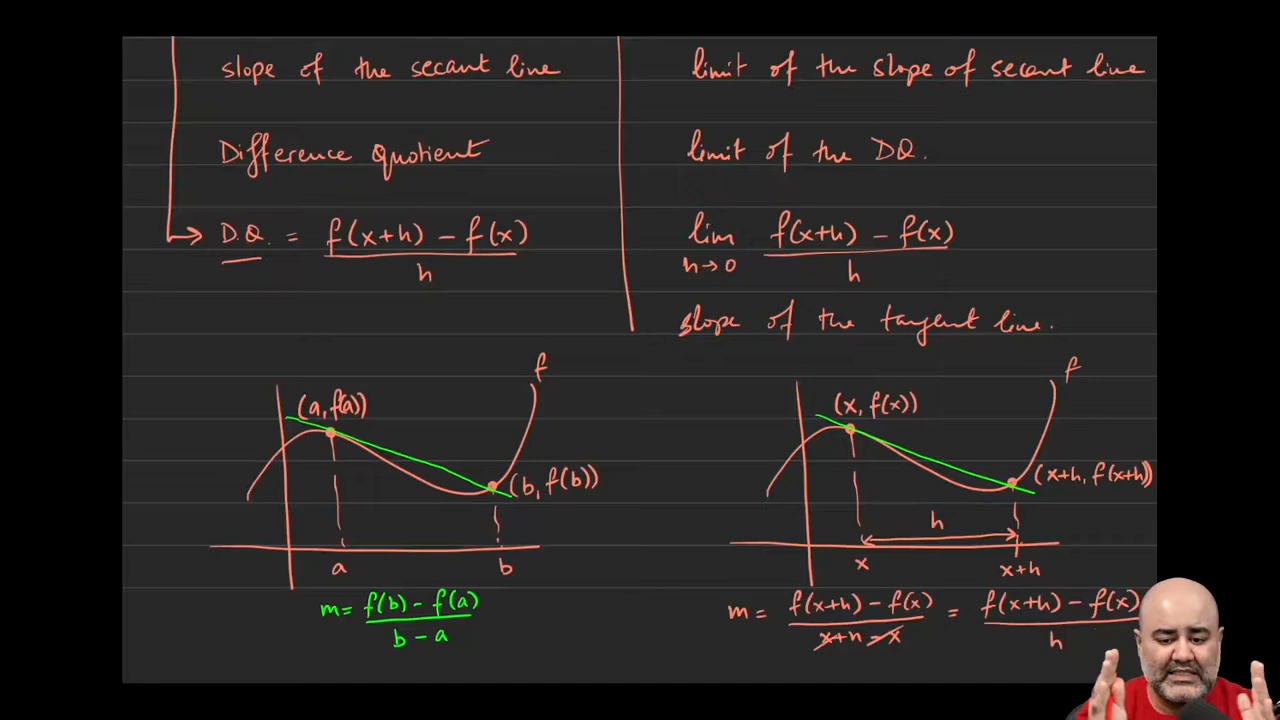 slope of the secant line
Difference Quotient
D.Q. = f(x+h) - f(x) / h
limit of the slope of secant line
limit of the DQ.
lim h→0 f(x+h) - f(x) / h
slope of the tangent line.
f
(a, f(a))
(b, f(b))
a
b
m = f(b) - f(a) / b - a
f
(x, f(x))
(x+h, f(x+h))
h
x
x+h
m = f(x+h) - f(x) / x+h - x = f(x+h) - f(x) / h